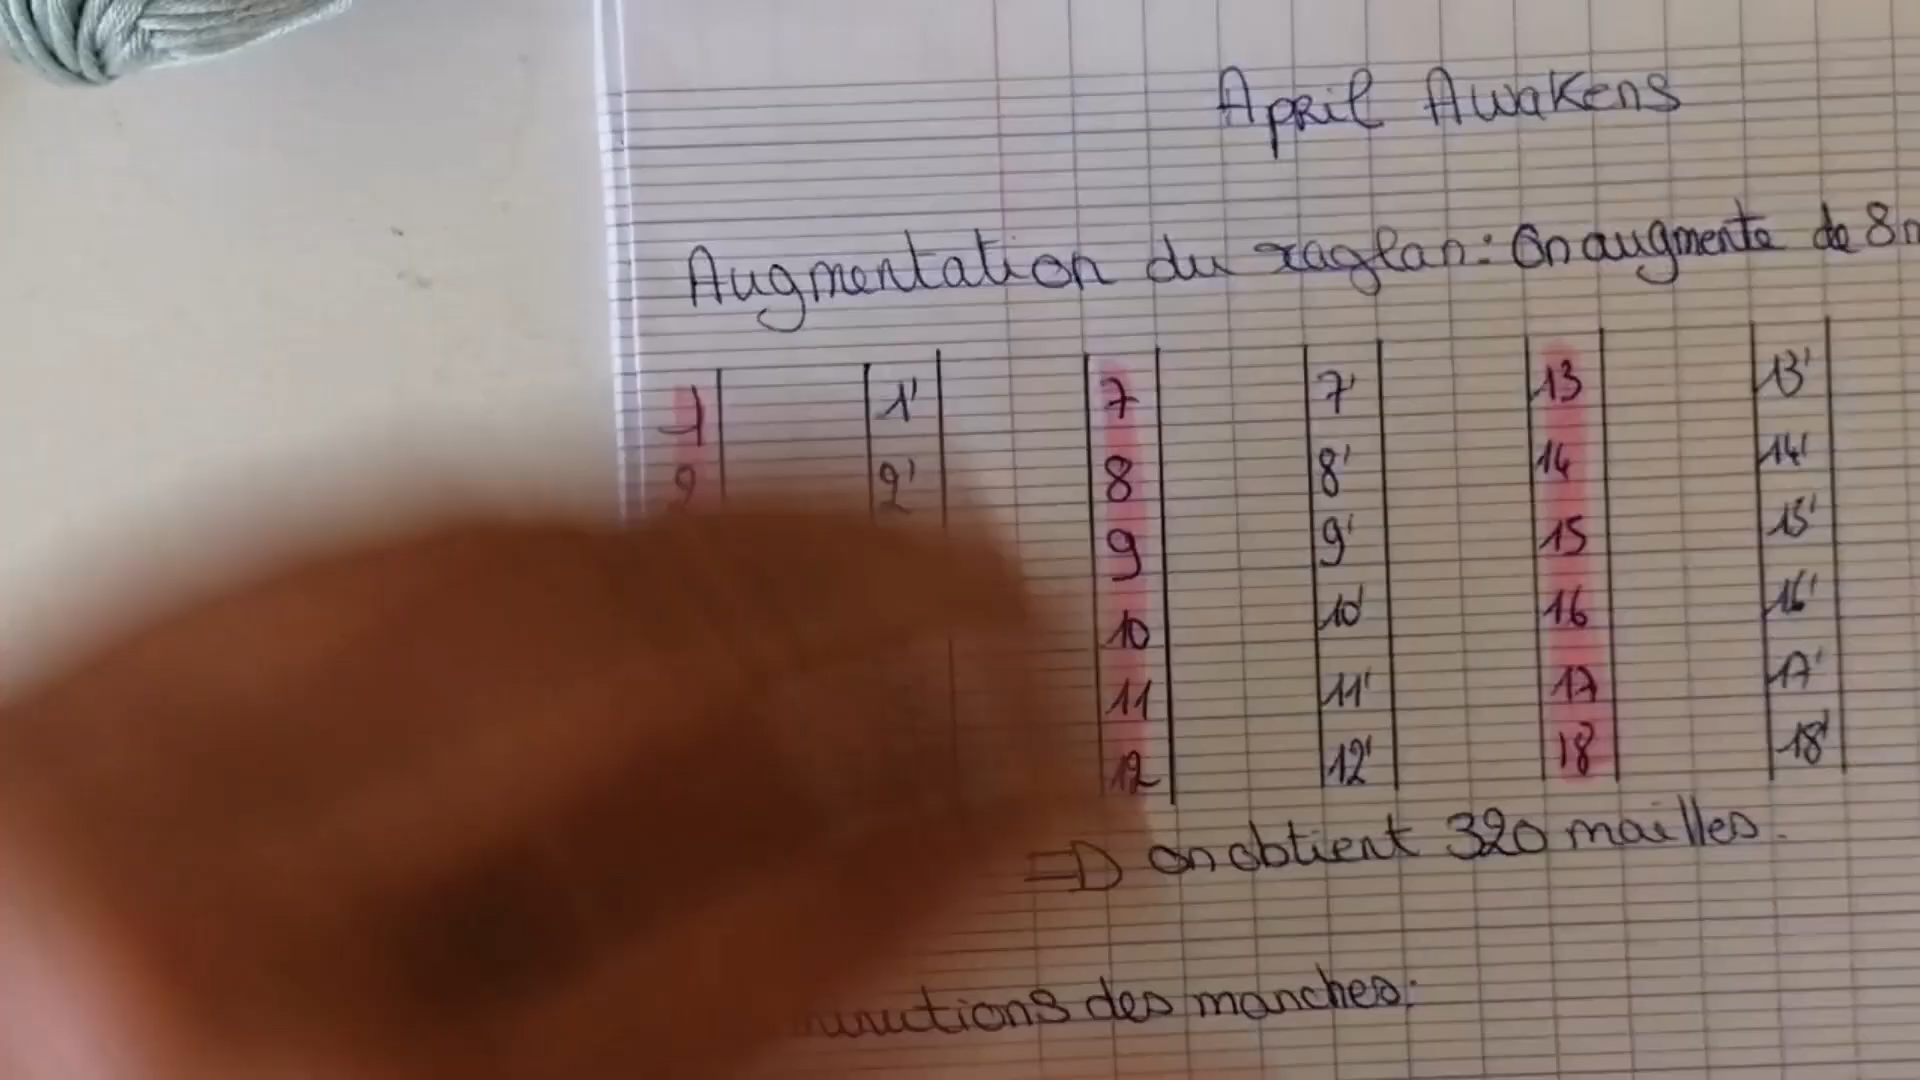 April Awakens
Augmentation du raglan: On augmente de 8
1 1' 7 7' 13 13'
2 2' 8 8' 14 14'
9 9' 15 15'
10 10' 16 16'
11 11' 17 17'
12 12' 18 18'
=> on obtient 320 mailles.
des manches: